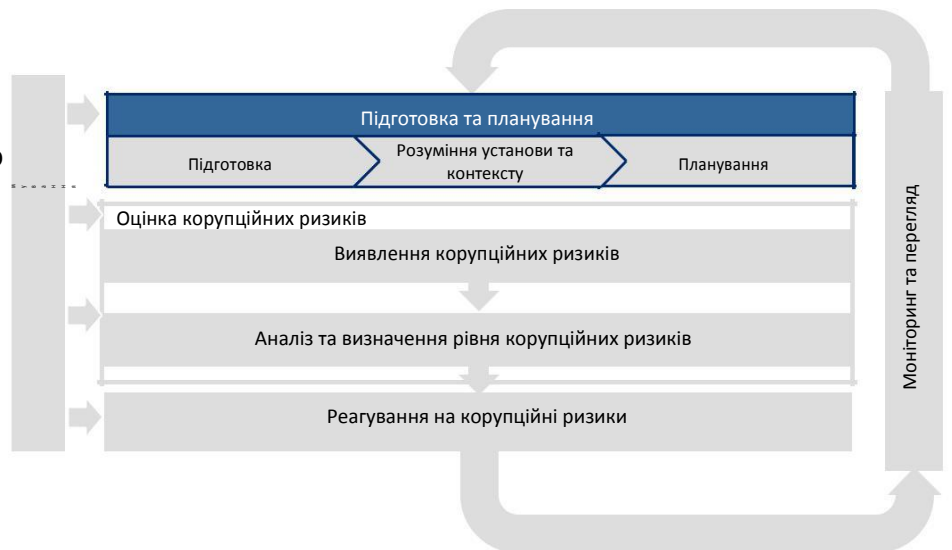 Підготовка та планування
Підготовка
Розуміння установи та
контексту
Планування
Оцінка корупційних ризиків
Виявлення корупційних ризиків
Аналіз та визначення рівня корупційних ризиків
Реагування на корупційні ризики
Моніторинг та перегляд